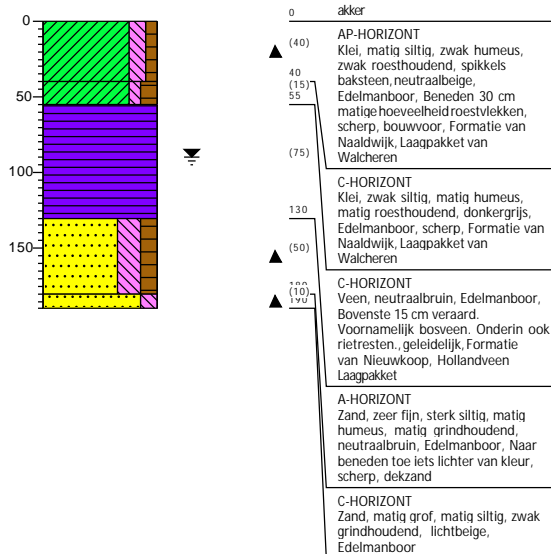 0
50
100
150
0
(40)
40
(15)
55
(75)
130
(50)
180
(10)
190
akker
AP-HORIZONT
Klei, matig siltig, zwak humeus,
zwak roesthoudend, spikkels
baksteen, neutraalbeige,
Edelmanboor, Beneden 30 cm
matige hoeveelheid roestvlekken,
scherp, bouwvoor, Formatie van
Naaldwijk, Laagpakket van
Walcheren
C-HORIZONT
Klei, zwak siltig, matig humeus,
matig roesthoudend, donkergrijs,
Edelmanboor, scherp, Formatie van
Naaldwijk, Laagpakket van
Walcheren
C-HORIZONT
Veen, neutraalbruin, Edelmanboor,
Bovenste 15 cm veraard.
Voornamelijk bosveen. Onderin ook
rietresten., geleidelijk, Formatie
van Nieuwkoop, Hollandveen
Laagpakket
A-HORIZONT
Zand, zeer fijn, sterk siltig, matig
humeus, matig grindhoudend,
neutraalbruin, Edelmanboor, Naar
beneden toe iets lichter van kleur,
scherp, dekzand
C-HORIZONT
Zand, matig grof, matig siltig, zwak
grindhoudend, lichtbeige,
Edelmanboor